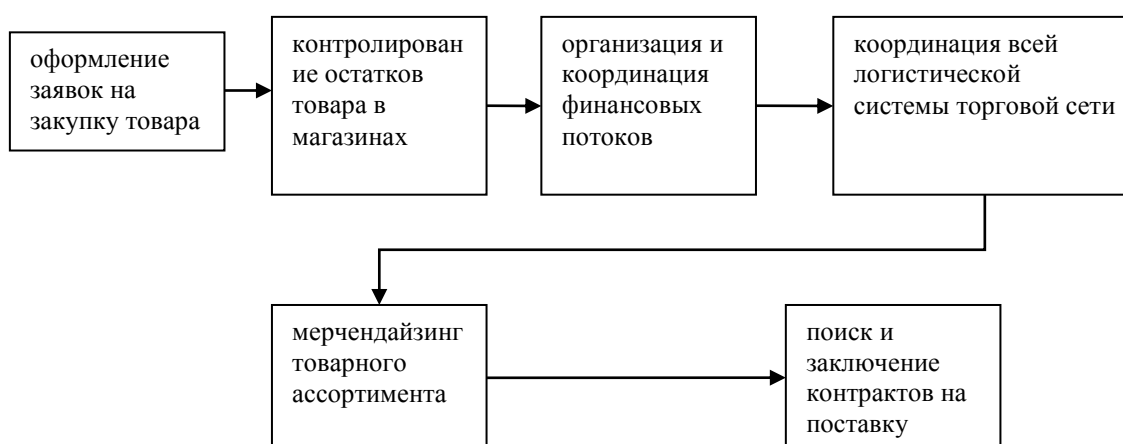 оформление
заявок на
закупку товара
контролирован
ие остатков
товара в
магазинах
организация и
координация
финансовых
потоков
координация всей
логистической
системы торговой сети
мерчендайзинг
товарного
ассортимента
поиск и
заключение
контрактов на
поставку